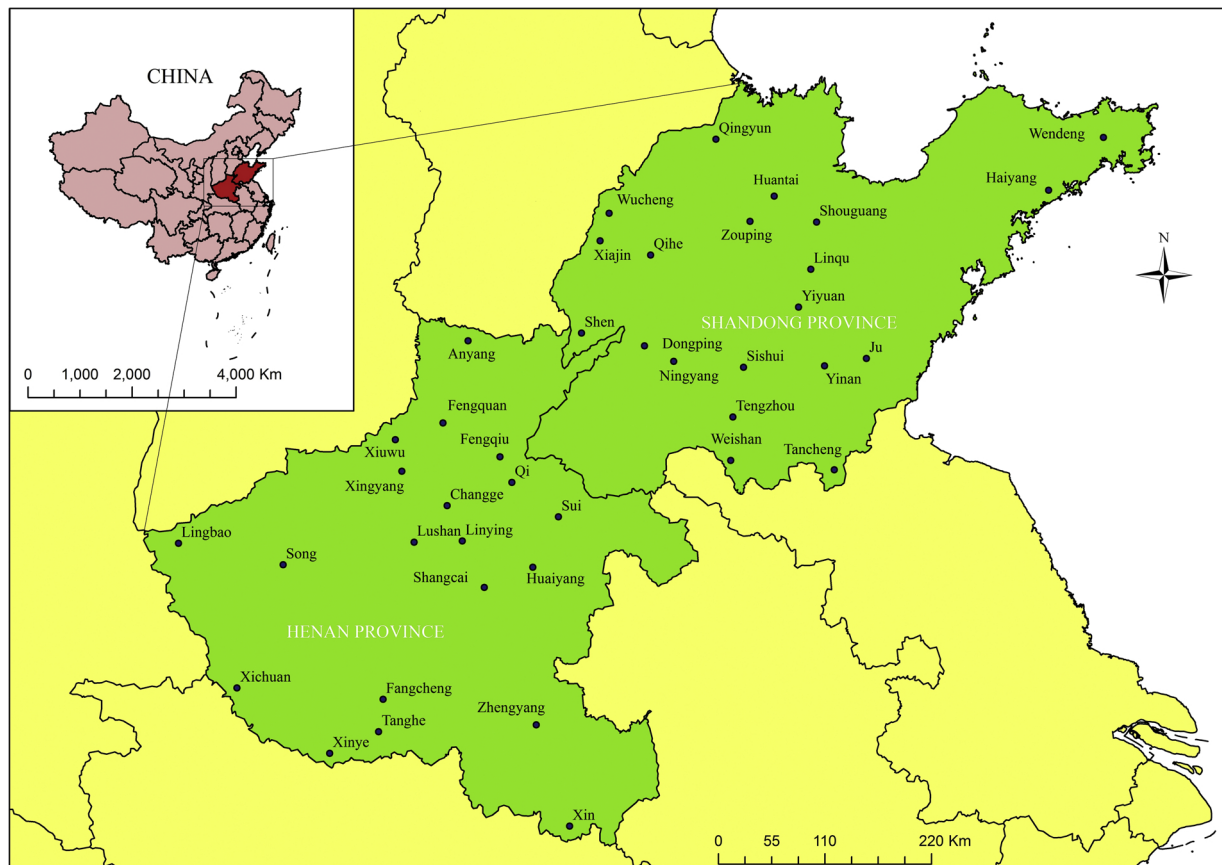 CHINA
0 1,000 2,000 4,000 Km
N
Qingyun
Wendeng
Haiyang
Huantai
Wucheng
Shouguang
Zouping
Xiajin
Qihe
Linqu
Yiyuan
SHANDONG PROVINCE
Shen
Anyang
Dongping
Ningyang
Sishui
Ju
Yinan
Tengzhou
Weishan
Tancheng
Fengquan
Fengqiu
Xiuwu
Qi
Xingyang
Changge
Sui
Lingbao
Lushan
Linying
Song
Shangcai
Huaiyang
HENAN PROVINCE
Xichuan
Fangcheng
Zhengyang
Tanghe
Xinye
Xin
0 55 110 220 Km